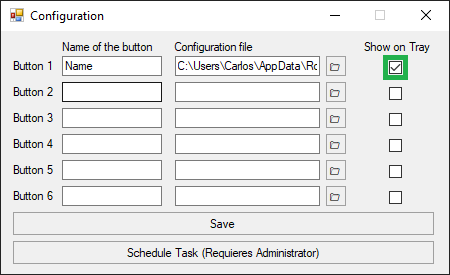 Configuration
Name of the button Configuration file Show on Tray
Button 1 Name C:\Users\Carlos\AppData\Ro
Button 2
Button 3
Button 4
Button 5
Button 6
Save
Schedule Task (Requieres Administrator)